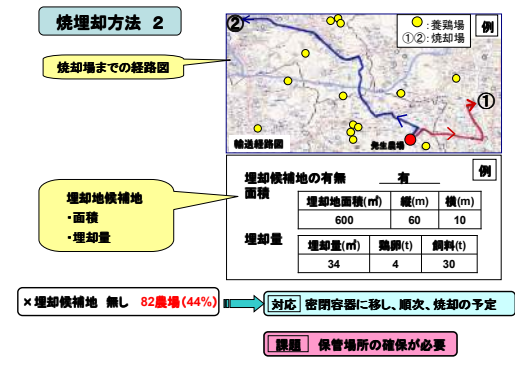 焼埋却方法 2
焼却場までの経路図
②
○:養鶏場
①②:焼却場
例
①
発生農場
輸送経路図
埋却地候補地
・面積
・埋却量
例
埋却候補地の有無 有
面積
埋却地面積(㎡) 縦(m) 横(m)
600 60 10
埋却量
埋却量(㎡) 鶏卵(t) 飼料(t)
34 4 30
×埋却候補地 無し 82農場(44%)
対応 密閉容器に移し、順次、焼却の予定
課題 保管場所の確保が必要